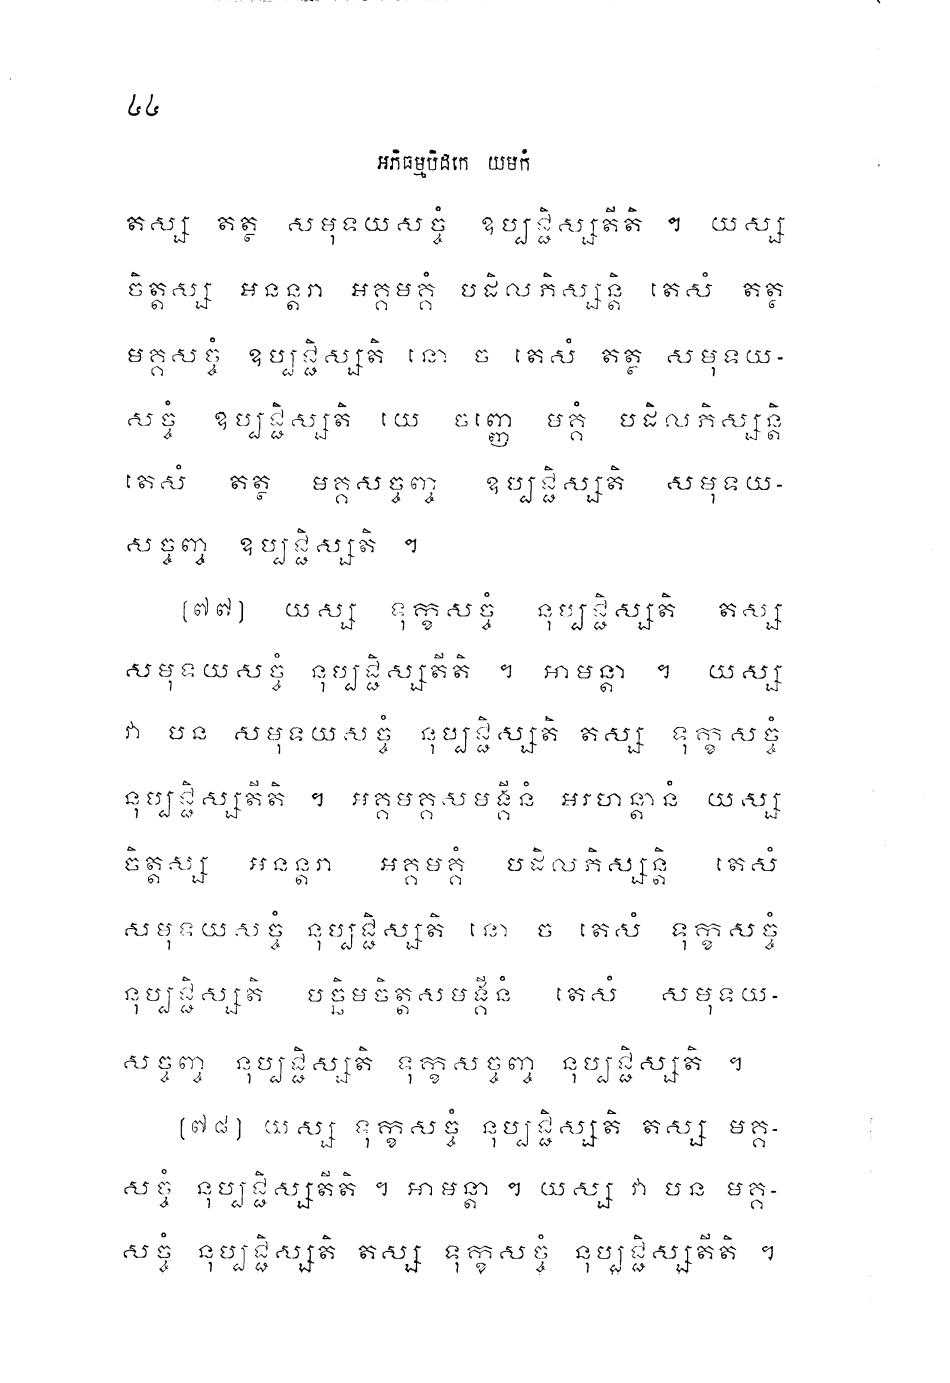 ៤៤
អភិធម្មបិដកេ យមកំ
តស្ស តត្ថ សមុទយសច្ចំ ឧប្បជ្ជិស្សតីតិ ។ យស្ស
ចិត្តស្ស អនន្តរា អគ្គមគ្គំ បដិលភិស្សន្តិ តេសំ តត្ថ
មគ្គសច្ចំ ឧប្បជ្ជិស្សតិ នោ ច តេសំ តត្ថ សមុទយ-
សច្ចំ ឧប្បជ្ជិស្សតិ យេ ចញ្ញេ មគ្គំ បដិលភិស្សន្តិ
តេសំ តត្ថ មគ្គសច្ចញ្ច ឧប្បជ្ជិស្សតិ សមុទយ-
សច្ចញ្ច ឧប្បជ្ជិស្សតិ ។
(៧៧) យស្ស ទុក្ខសច្ចំ នុប្បជ្ជិស្សតិ តស្ស
សមុទយសច្ចំ នុប្បជ្ជិស្សតីតិ ។ អាមន្តា ។ យស្ស
វា បន សមុទយសច្ចំ នុប្បជ្ជិស្សតិ តស្ស ទុក្ខសច្ចំ
នុប្បជ្ជិស្សតីតិ ។ អគ្គមគ្គសមង្គីនំ អរហន្តានំ យស្ស
ចិត្តស្ស អនន្តរា អគ្គមគ្គំ បដិលភិស្សន្តិ តេសំ
សមុទយសច្ចំ នុប្បជ្ជិស្សតិ នោ ច តេសំ ទុក្ខសច្ចំ
នុប្បជ្ជិស្សតិ បច្ឆិមចិត្តសមង្គីនំ តេសំ សមុទយ-
សច្ចញ្ច នុប្បជ្ជិស្សតិ ទុក្ខសច្ចញ្ច នុប្បជ្ជិស្សតិ ។
(៧៨) យស្ស ទុក្ខសច្ចំ នុប្បជ្ជិស្សតិ តស្ស មគ្គ-
សច្ចំ នុប្បជ្ជិស្សតីតិ ។ អាមន្តា ។ យស្ស វា បន មគ្គ-
សច្ចំ នុប្បជ្ជិស្សតិ តស្ស ទុក្ខសច្ចំ នុប្បជ្ជិស្សតីតិ ។